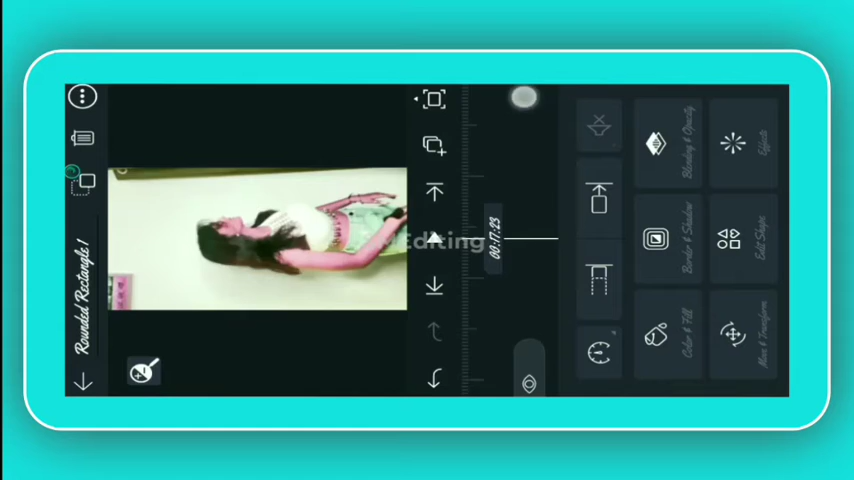 Rounded Rectangle 1
Editing
00:17:23
Color & Fill
Border & Shadow
Blending & Opacity
Move & Transform
Edit Shape
Effects